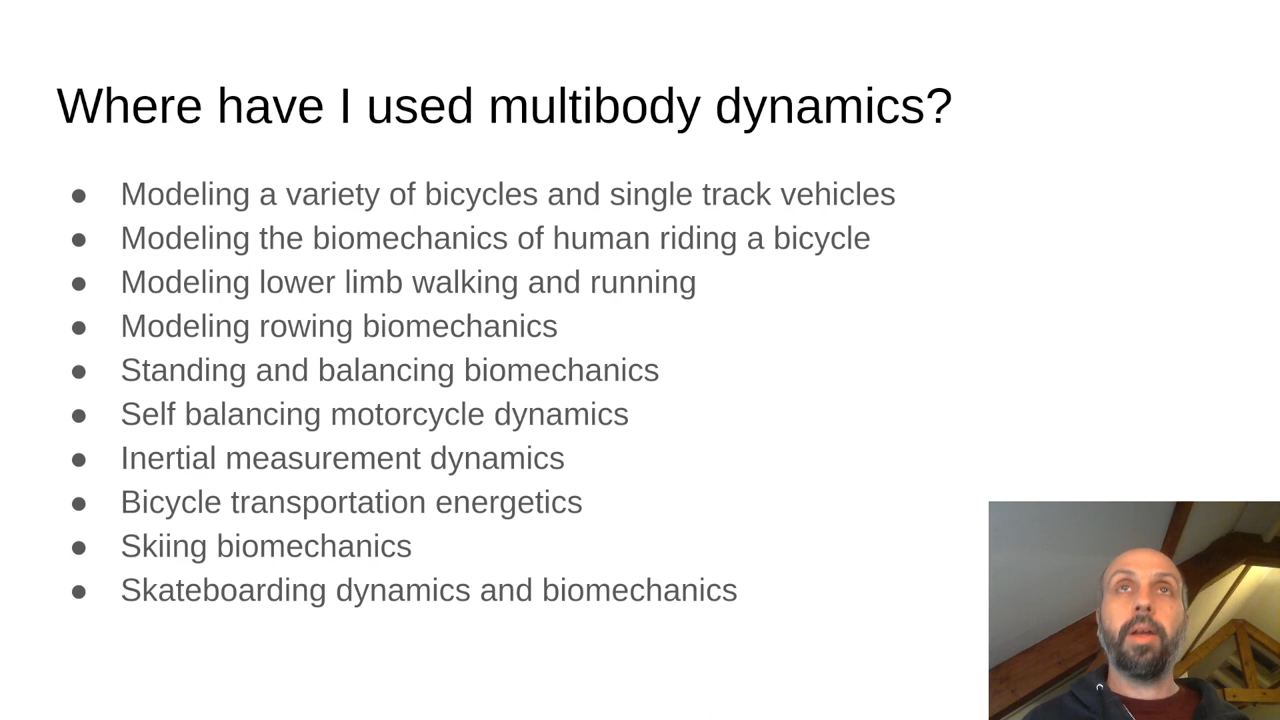 Where have I used multibody dynamics?
● Modeling a variety of bicycles and single track vehicles
● Modeling the biomechanics of human riding a bicycle
● Modeling lower limb walking and running
● Modeling rowing biomechanics
● Standing and balancing biomechanics
● Self balancing motorcycle dynamics
● Inertial measurement dynamics
● Bicycle transportation energetics
● Skiing biomechanics
● Skateboarding dynamics and biomechanics